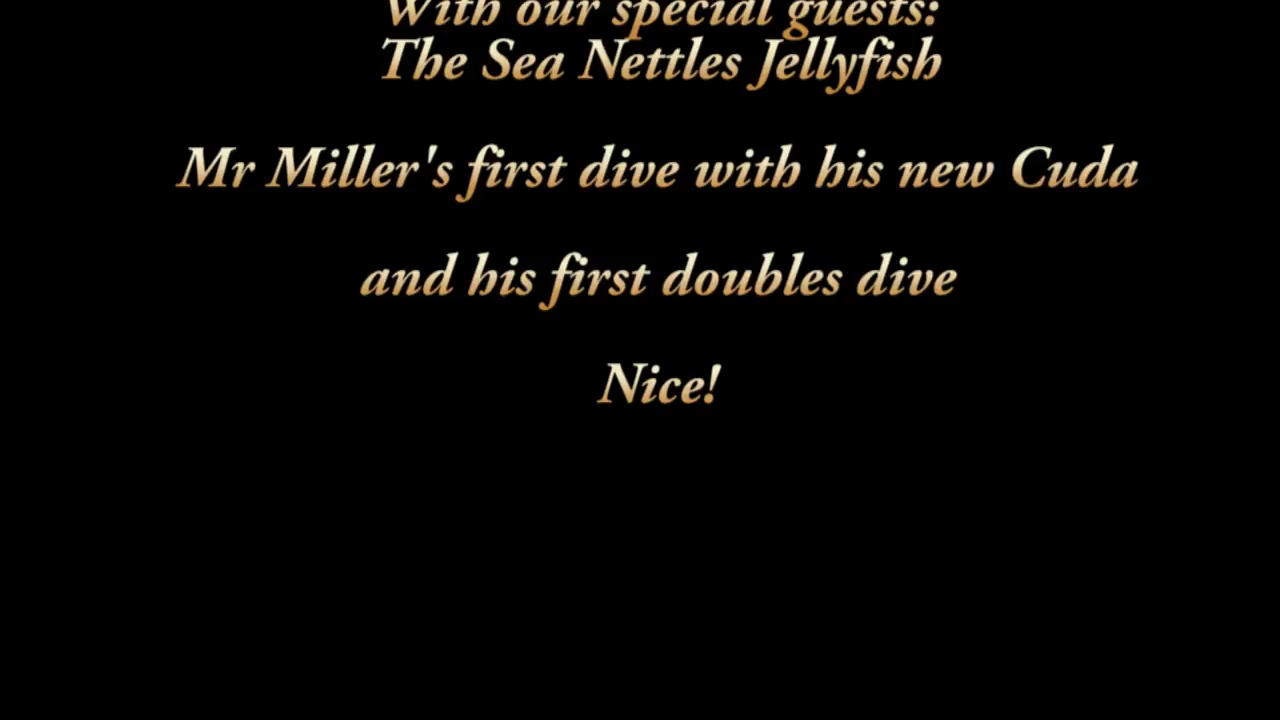 With our special guests:
The Sea Nettles Jellyfish
Mr Miller's first dive with his new Cuda
and his first doubles dive
Nice!